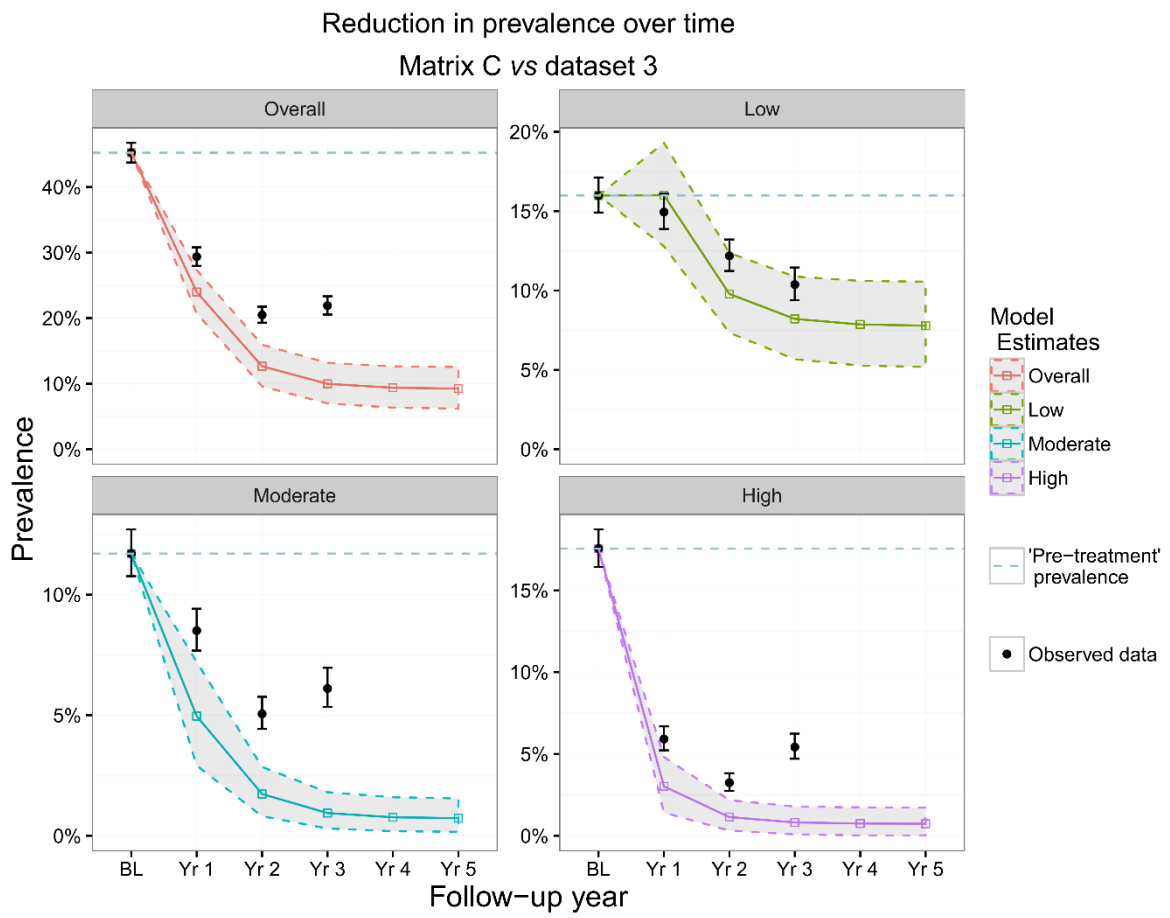 Reduction in prevalence over time
Matrix C vs dataset 3
Overall
Low
40%
30%
20%
10%
0%
20%
15%
10%
5%
0%
Moderate
High
10%
5%
0%
15%
10%
5%
0%
BL Yr 1 Yr 2 Yr 3 Yr 4 Yr 5
BL Yr 1 Yr 2 Yr 3 Yr 4 Yr 5
Prevalence
Follow−up year
Model
Estimates
Overall
Low
Moderate
High
'Pre−treatment'
prevalence
Observed data